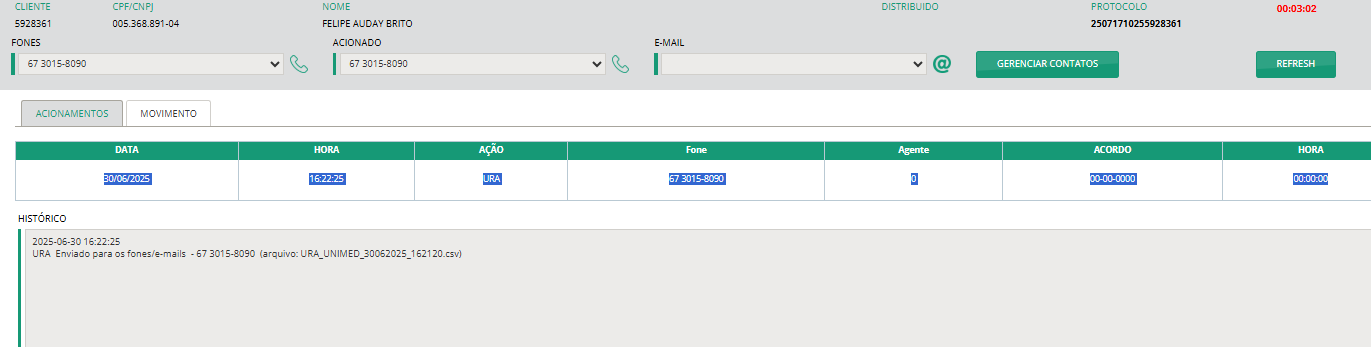 CLIENTE CPF/CNPJ NOME DISTRIBUIDO PROTOCOLO 00:03:02
5928361 005.368.891-04 FELIPE AUDAY BRITO 25071710255928361
FONES ACIONADO E-MAIL
67 3015-8090 67 3015-8090 @ GERENCIAR CONTATOS REFRESH
ACIONAMENTOS MOVIMENTO
DATA HORA AÇÃO Fone Agente ACORDO HORA
30/06/2025 16:22:25 URA 67 3015-8090 0 00-00-0000 00:00:00
HISTÓRICO
2025-06-30 16:22:25
URA Enviado para os fones/e-mails - 67 3015-8090 (arquivo: URA_UNIMED_30062025_162120.csv)